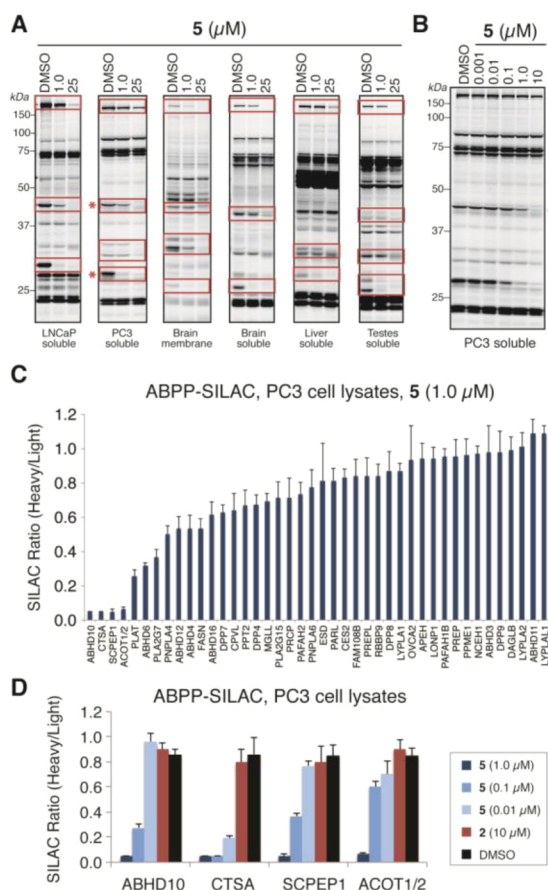 A
5 (μM)
DMSO 1.0 25 DMSO 1.0 25 DMSO 1.0 25 DMSO 1.0 25 DMSO 1.0 25 DMSO 1.0 25
kDa
150
100
75
50
37
25
*
*
LNCaP soluble
PC3 soluble
Brain membrane
Brain soluble
Liver soluble
Testes soluble
B
5 (μM)
DMSO 0.001 0.01 0.1 1.0 10
kDa
150
100
75
50
37
25
PC3 soluble
C
ABPP-SILAC, PC3 cell lysates, 5 (1.0 μM)
SILAC Ratio (Heavy/Light)
1.2
1.0
0.8
0.6
0.4
0.2
0.0
ABHD10 CTSA SCPEP1 ACOT1/2 PLAT ABHD6 PLA2G7 PNPLA4 ABHD12 ABHD4 FASN ABHD16 DPP7 CPVL PPT2 DPP4 MGLL PLA2G15 PRCP PAFAH2 PNPLA6 ESD PARL CES2 FAM108B PREPL RBBP9 DPP8 LYPLA1 OVCA2 APEH LONP1 PAFAH1B PREP PPME1 NCEH1 ABHD3 DPP9 DAGLB LYPLA2 ABHD11 LYPLAL1
D
ABPP-SILAC, PC3 cell lysates
SILAC Ratio (Heavy/Light)
1.2
1.0
0.8
0.6
0.4
0.2
0.0
ABHD10 CTSA SCPEP1 ACOT1/2
5 (1.0 μM)
5 (0.1 μM)
5 (0.01 μM)
2 (10 μM)
DMSO